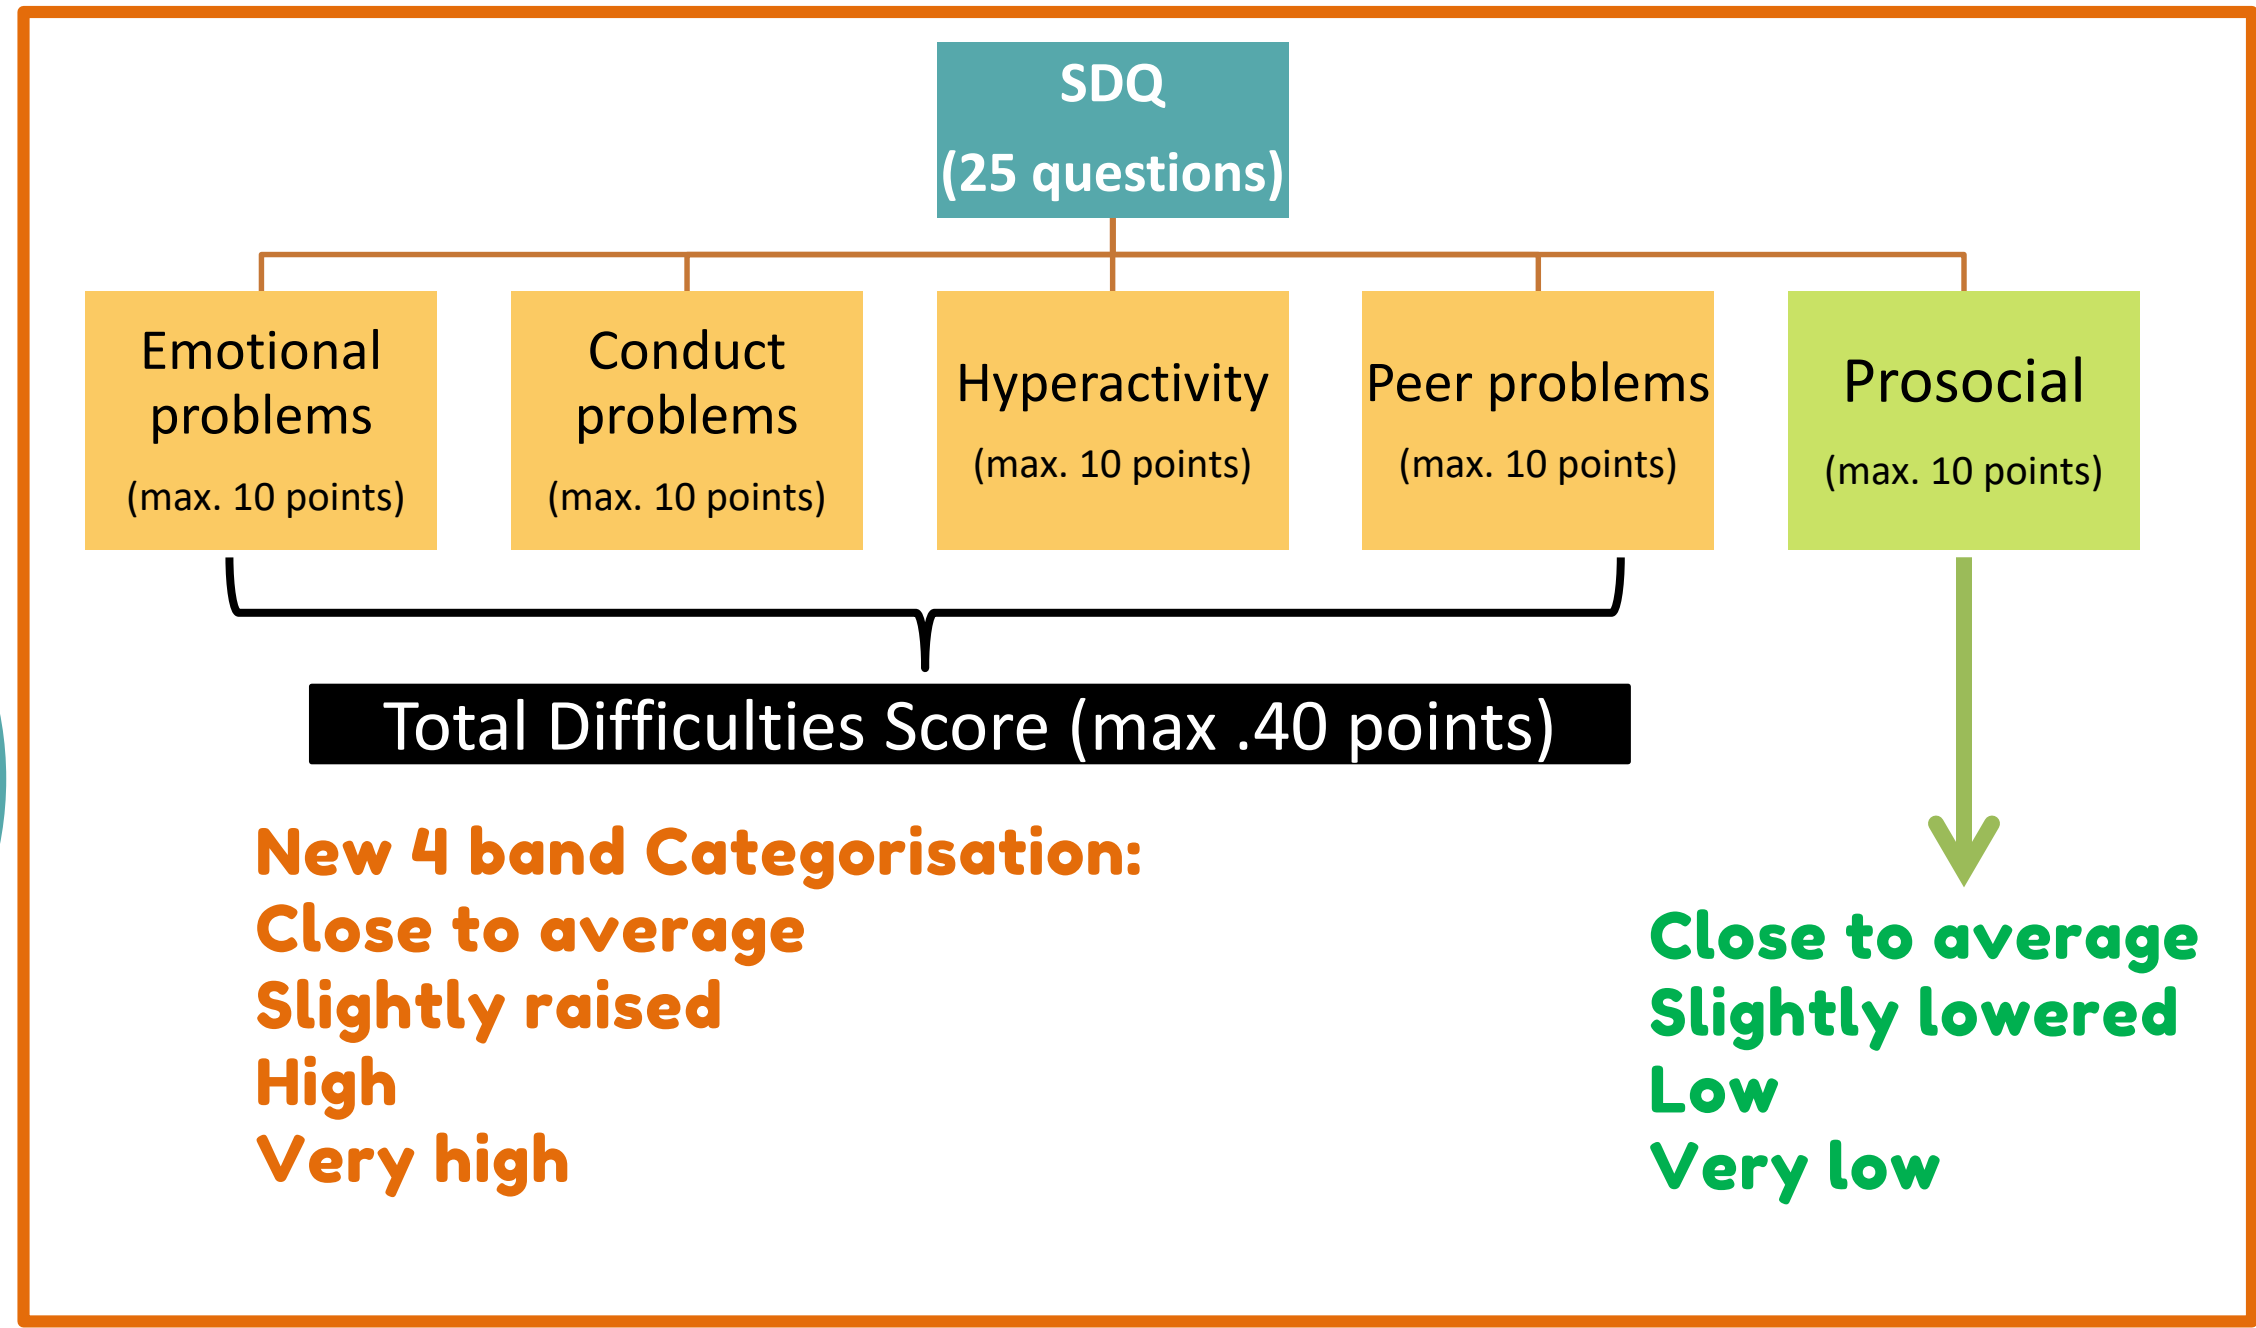 SDQ
(25 questions)
Emotional
problems
(max. 10 points)
Conduct
problems
(max. 10 points)
Hyperactivity
(max. 10 points)
Peer problems
(max. 10 points)
Prosocial
(max. 10 points)
Total Difficulties Score (max .40 points)
New 4 band Categorisation:
Close to average
Slightly raised
High
Very high
Close to average
Slightly lowered
Low
Very low